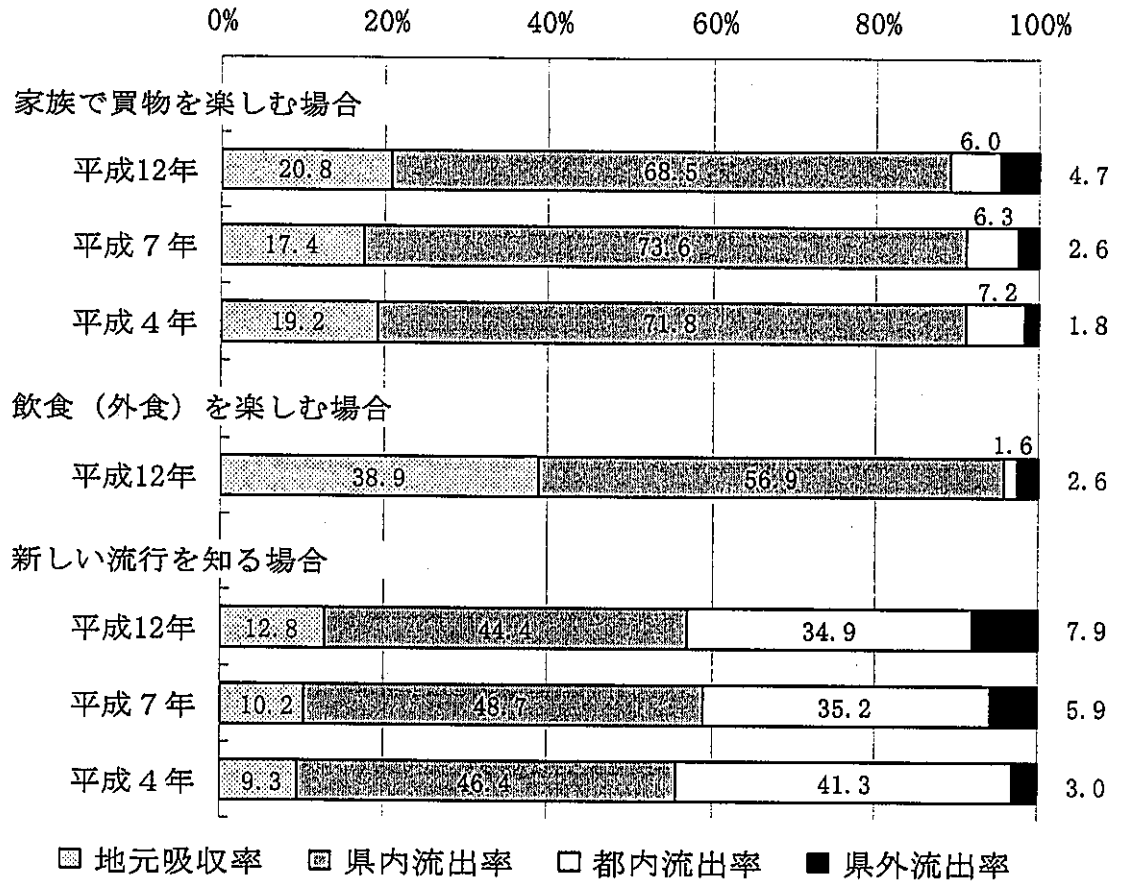 0% 20% 40% 60% 80% 100%
家族で買物を楽しむ場合
6.0
平成12年 20.8 68.5 4.7
6.3
平成７年 17.4 73.6 2.6
7.2
平成４年 19.2 71.8 1.8
飲食（外食）を楽しむ場合
1.6
平成12年 38.9 56.9 2.6
新しい流行を知る場合
平成12年 12.8 44.4 34.9 7.9
平成７年 10.2 48.7 35.2 5.9
平成４年 9.3 46.4 41.3 3.0
地元吸収率 県内流出率 都内流出率 県外流出率